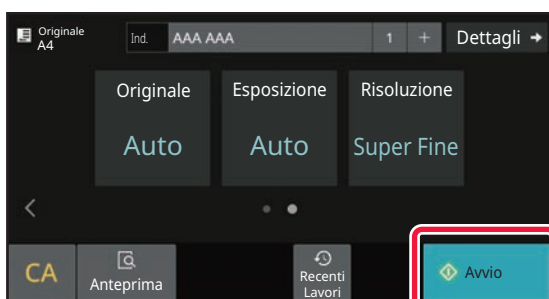 Originale
A4
Ind. AAA AAA 1 + Dettagli
Originale Esposizione Risoluzione
Auto Auto Super Fine
CA Anteprima Recenti Lavori Avvio